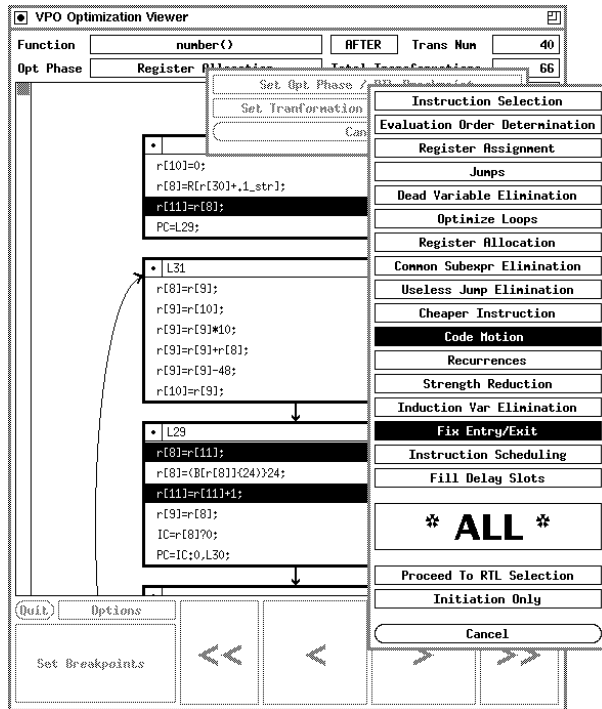 VPO Optimization Viewer
Function number() AFTER Trans Num 40
Opt Phase Register Allocation Total Transformations 66
Set Opt Phase / RTL Breakpoint
Set Tranformation
Can
r[10]=0;
r[8]=R[r[30]+.1_str];
r[11]=r[8];
PC=L29;
L31
r[8]=r[9];
r[9]=r[10];
r[9]=r[9]*10;
r[9]=r[9]+r[8];
r[9]=r[9]-48;
r[10]=r[9];
L29
r[8]=r[11];
r[8]=(B[r[8]]{24)}24;
r[11]=r[11]+1;
r[9]=r[8];
IC=r[8]?0;
PC=IC:0,L30;
Instruction Selection
Evaluation Order Determination
Register Assignment
Jumps
Dead Variable Elimination
Optimize Loops
Register Allocation
Common Subexpr Elimination
Useless Jump Elimination
Cheaper Instruction
Code Motion
Recurrences
Strength Reduction
Induction Var Elimination
Fix Entry/Exit
Instruction Scheduling
Fill Delay Slots
* ALL *
Proceed To RTL Selection
Initiation Only
Cancel
Quit Options
Set Breakpoints << < > >>